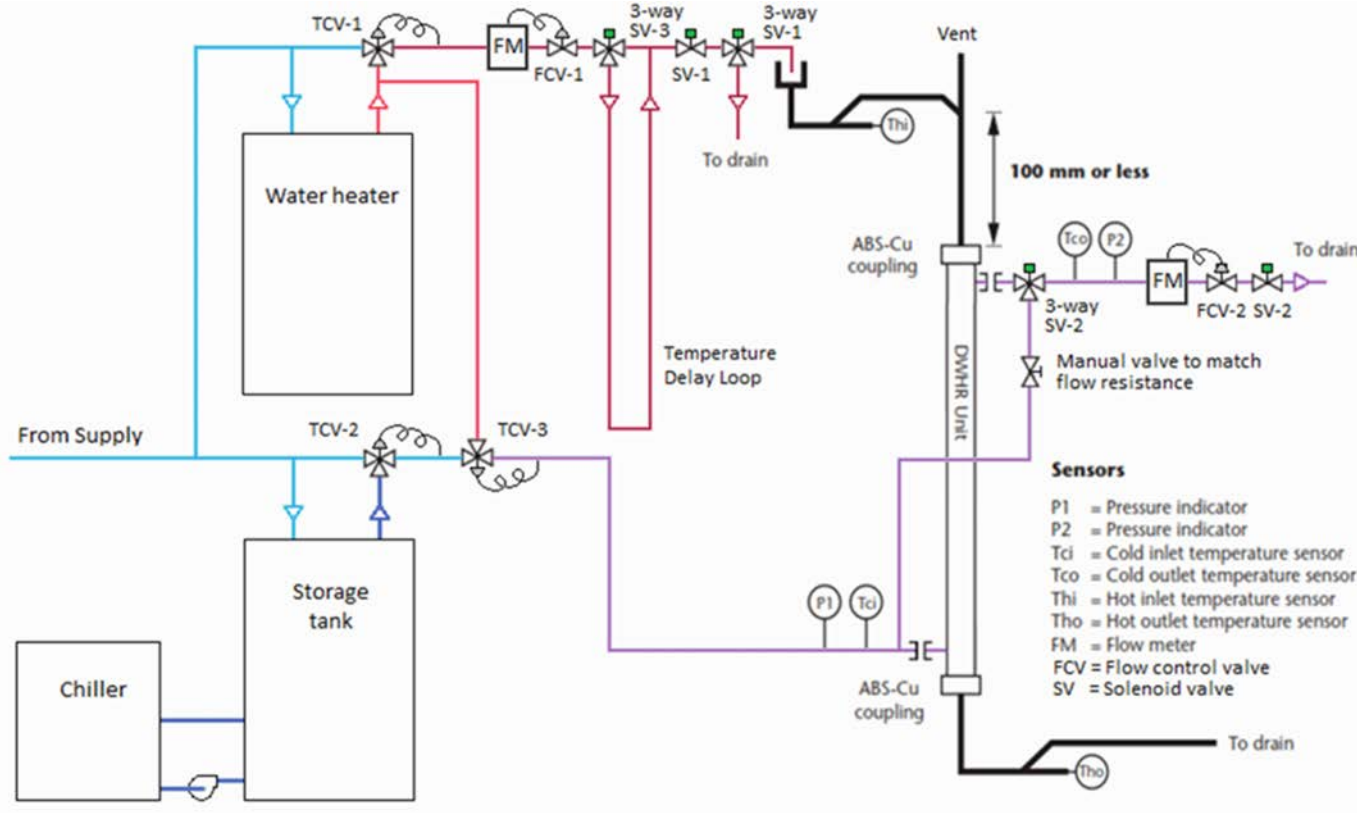 TCV-1
FM
FCV-1
3-way
SV-3
SV-1
3-way
SV-1
Vent
Thi
To drain
100 mm or less
Water heater
ABS-Cu
coupling
Tco
P2
To drain
FM
FCV-2
SV-2
3-way
SV-2
Temperature
Delay Loop
DWHR Unit
Manual valve to match
flow resistance
From Supply
TCV-2
TCV-3
Sensors
P1 = Pressure indicator
P2 = Pressure indicator
Tci = Cold inlet temperature sensor
Tco = Cold outlet temperature sensor
Thi = Hot inlet temperature sensor
Tho = Hot outlet temperature sensor
FM = Flow meter
FCV = Flow control valve
SV = Solenoid valve
Storage
tank
P1
Tci
Chiller
ABS-Cu
coupling
To drain
Tho